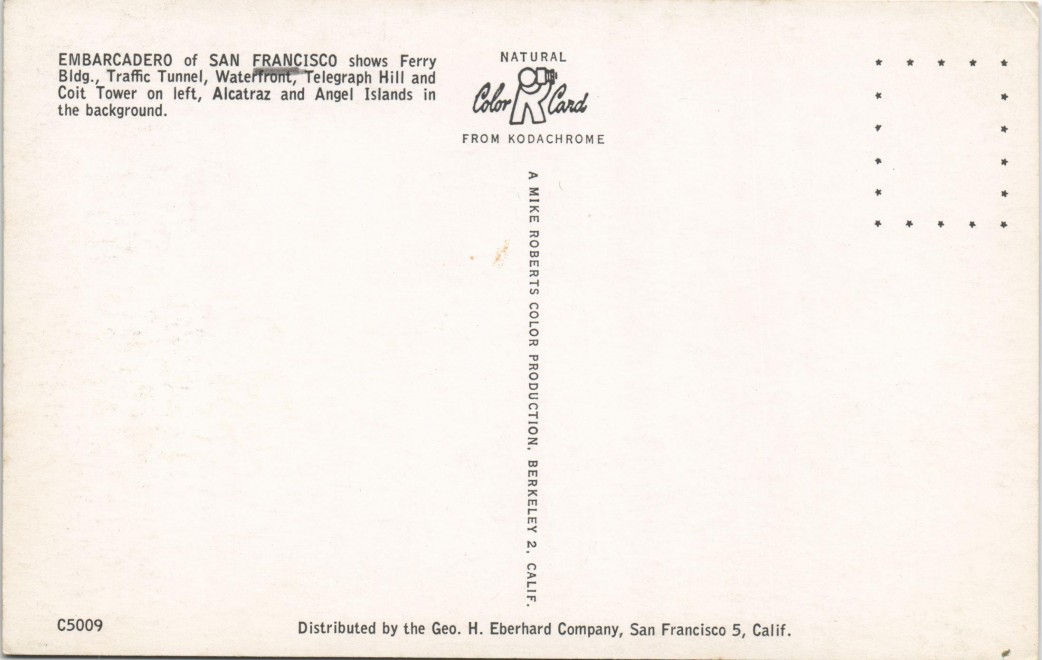 EMBARCADERO of SAN FRANCISCO shows Ferry
Bldg., Traffic Tunnel, Waterfront, Telegraph Hill and
Coit Tower on left, Alcatraz and Angel Islands in
the background.
NATURAL
Color Card
FROM KODACHROME
A MIKE ROBERTS COLOR PRODUCTION, BERKELEY 2, CALIF.
C5009
Distributed by the Geo. H. Eberhard Company, San Francisco 5, Calif.